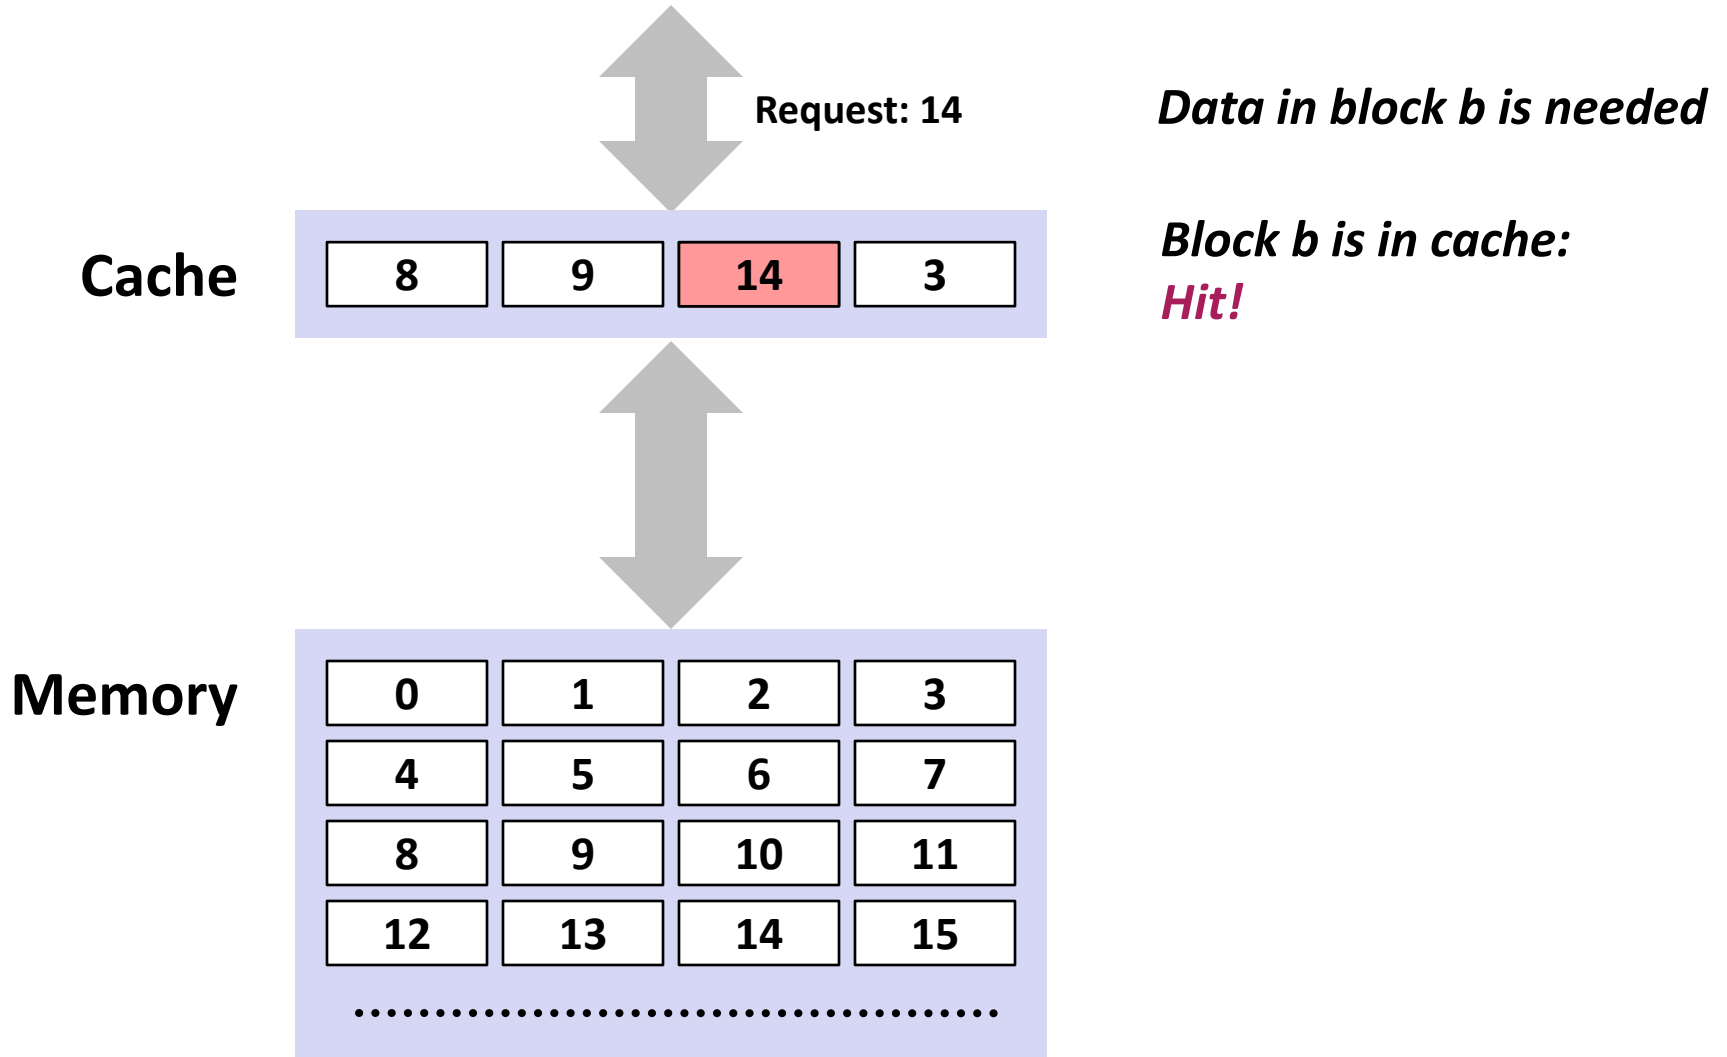 Request: 14
Data in block b is needed
Cache
8 9 14 3
Block b is in cache:
Hit!
Memory
0 1 2 3
4 5 6 7
8 9 10 11
12 13 14 15